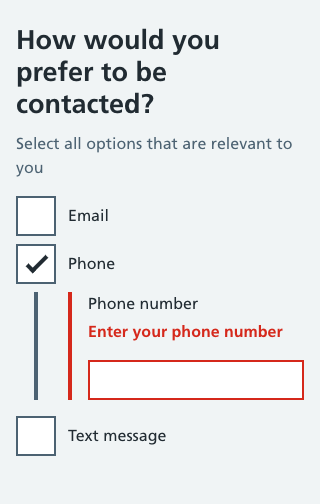 How would you
prefer to be
contacted?
Select all options that are relevant to
you
Email
Phone
Phone number
Enter your phone number
Text message